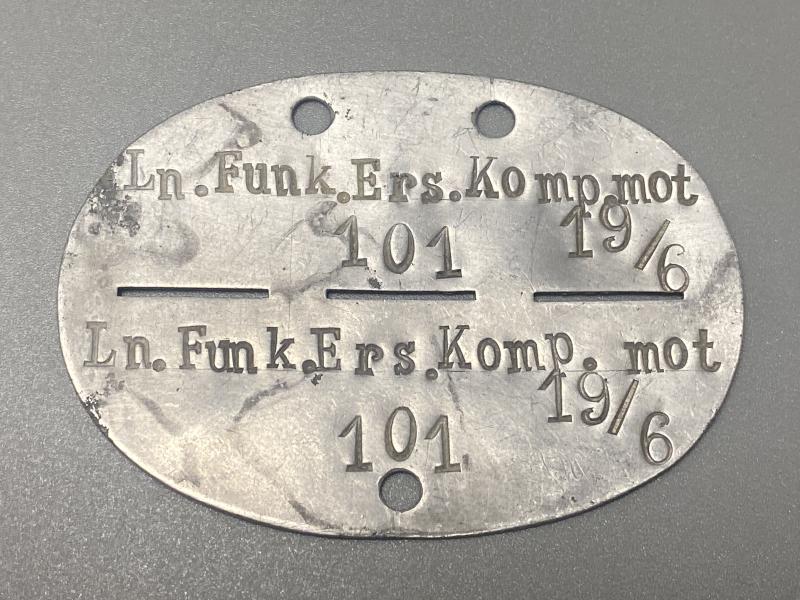 Ln.Funk.Ers.Komp.mot
101 19/6
Ln.Funk.Ers.Komp. mot
101 19/6